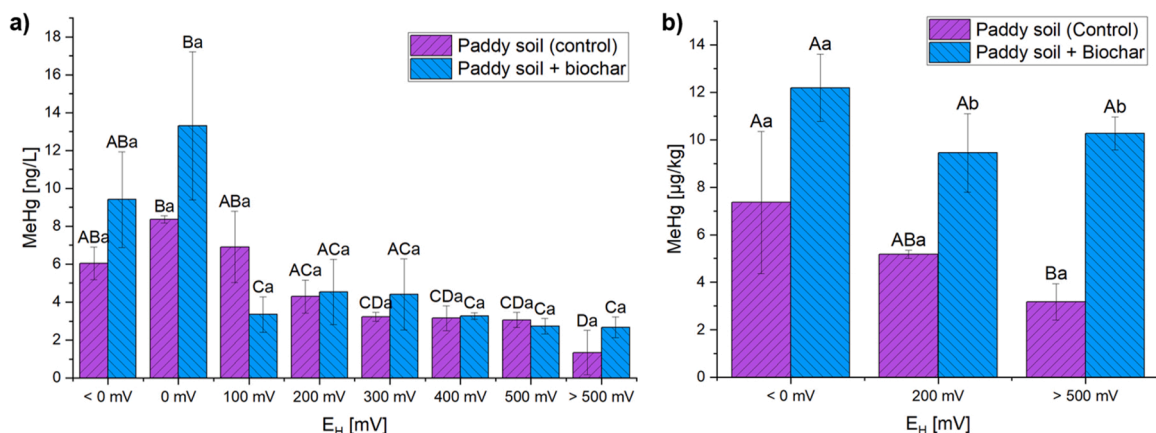 a)
MeHg [ng/L]
18
16
14
12
10
8
6
4
2
0
Paddy soil (control)
Paddy soil + biochar
ABa
ABa
Ba
Ba
ABa
Ca
ACa
ACa
CDa
ACa
CDa
Ca
CDa
Ca
Da
Ca
< 0 mV 0 mV 100 mV 200 mV 300 mV 400 mV 500 mV > 500 mV
EH [mV]
b)
MeHg [µg/kg]
14
12
10
8
6
4
2
0
Paddy soil (Control)
Paddy soil + Biochar
Aa
Aa
ABa
Ab
Ba
Ab
< 0 mV 200 mV > 500 mV
EH [mV]